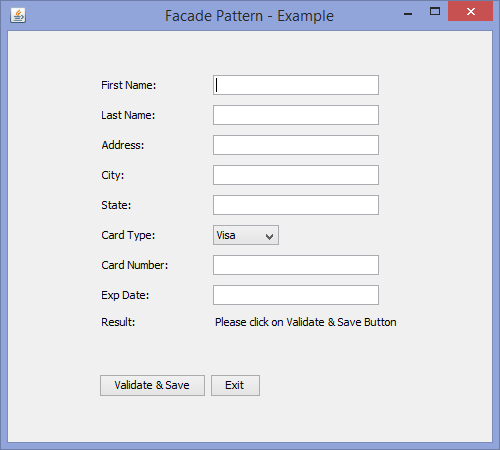 Facade Pattern - Example
First Name:
Last Name:
Address:
City:
State:
Card Type: Visa
Card Number:
Exp Date:
Result: Please click on Validate & Save Button
Validate & Save Exit